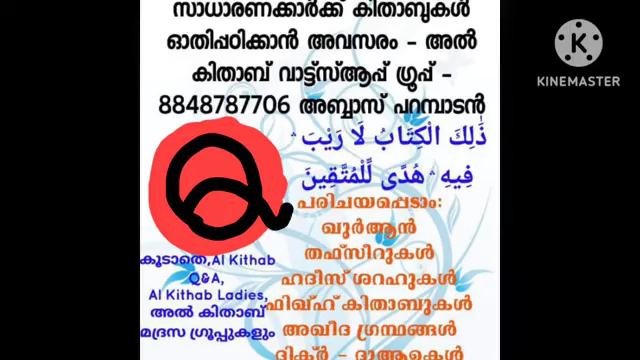 സാധാരണക്കാർക്ക് കിതാബുകൾ
ഓതിപ്പഠിക്കാൻ അവസരം – അൽ
കിതാബ് വാട്ട്സ്ആപ്പ് ഗ്രൂപ്പ് –
8848787706 അബ്ബാസ് പറമ്പാടൻ
ذَٰلِكَ الْكِتَابُ لَا رَيْبَ ۛ
فِيهِ ۛ هُدًى لِّلْمُتَّقِينَ
പരിചയപ്പെടാം:
ഖുർആൻ
തഫ്സീറുകൾ
ഹദീസ് ശറഹുകൾ
ഫിഖ്ഹ് കിതാബുകൾ
അഖീദ ഗ്രന്ഥങ്ങൾ
ദിക്ർ – ദുആഉകൾ
കൂടാതെ,Al Kithab
Q&A,
Al Kithab Ladies,
അൽ കിതാബ്
മദ്രസ ഗ്രൂപ്പുകളും
Q
K
KINEMASTER